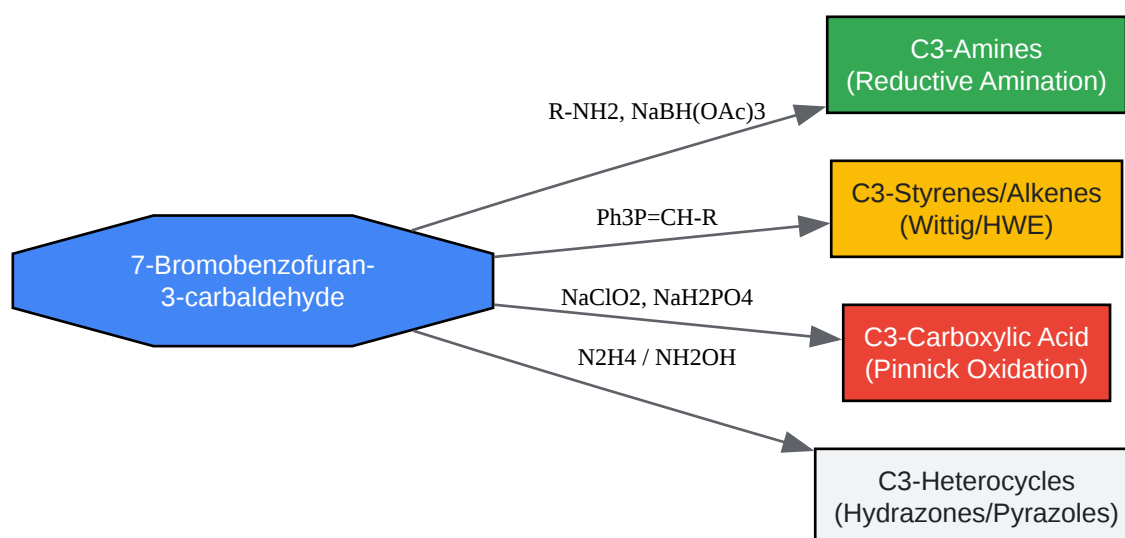 C3-Amines
(Reductive Amination)
R-NH2, NaBH(OAc)3
C3-Styrenes/Alkenes
(Wittig/HWE)
Ph3P=CH-R
7-Bromobenzofuran-
3-carbaldehyde
NaClO2, NaH2PO4
C3-Carboxylic Acid
(Pinnick Oxidation)
N2H4 / NH2OH
C3-Heterocycles
(Hydrazones/Pyrazoles)